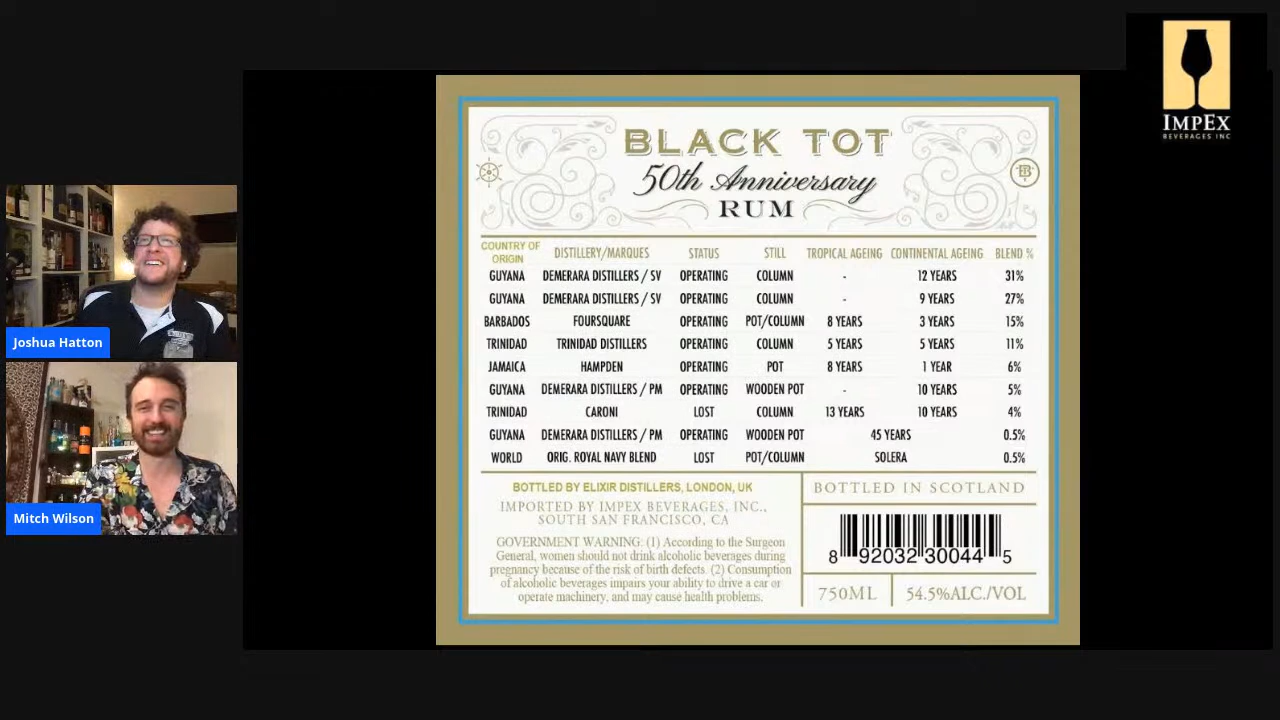 IMPEX
BEVERAGES INC
BLACK TOT
50th Anniversary
RUM
COUNTRY OF ORIGIN DISTILLERY/MARQUES STATUS STILL TROPICAL AGEING CONTINENTAL AGEING BLEND %
GUYANA DEMERARA DISTILLERS / SV OPERATING COLUMN - 12 YEARS 31%
GUYANA DEMERARA DISTILLERS / SV OPERATING COLUMN - 9 YEARS 27%
BARBADOS FOURSQUARE OPERATING POT/COLUMN 8 YEARS 3 YEARS 15%
TRINIDAD TRINIDAD DISTILLERS OPERATING COLUMN 5 YEARS 5 YEARS 11%
JAMAICA HAMPDEN OPERATING POT 8 YEARS 1 YEAR 6%
GUYANA DEMERARA DISTILLERS / PM OPERATING WOODEN POT - 10 YEARS 5%
TRINIDAD CARONI LOST COLUMN 13 YEARS 10 YEARS 4%
GUYANA DEMERARA DISTILLERS / PM OPERATING WOODEN POT 45 YEARS 0.5%
WORLD ORIG. ROYAL NAVY BLEND LOST POT/COLUMN SOLERA 0.5%
BOTTLED BY ELIXIR DISTILLERS, LONDON, UK
IMPORTED BY IMPEX BEVERAGES, INC.,
SOUTH SAN FRANCISCO, CA
GOVERNMENT WARNING: (1) According to the Surgeon
General, women should not drink alcoholic beverages during
pregnancy because of the risk of birth defects. (2) Consumption
of alcoholic beverages impairs your ability to drive a car or
operate machinery, and may cause health problems.
BOTTLED IN SCOTLAND
8 92032 30044 5
750ML 54.5%ALC./VOL
Joshua Hatton
Mitch Wilson